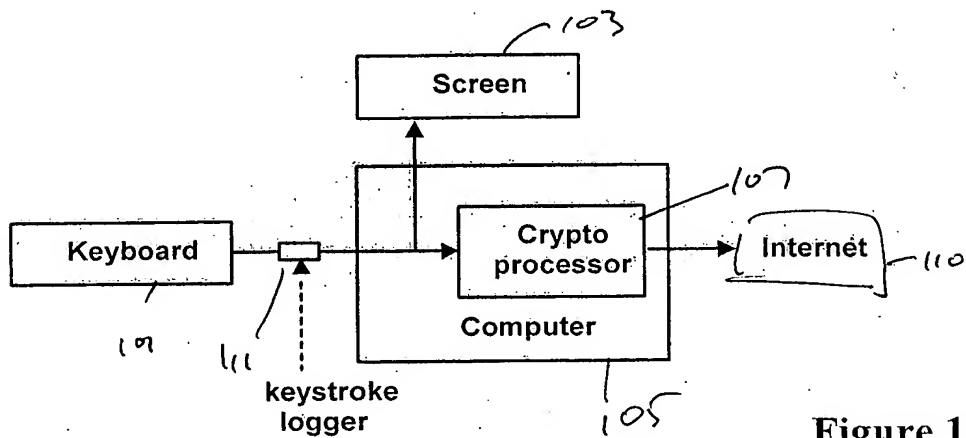 103
Screen
107
Keyboard
Crypto
processor
Internet
110
Computer
111
keystroke
logger
105
Figure 1